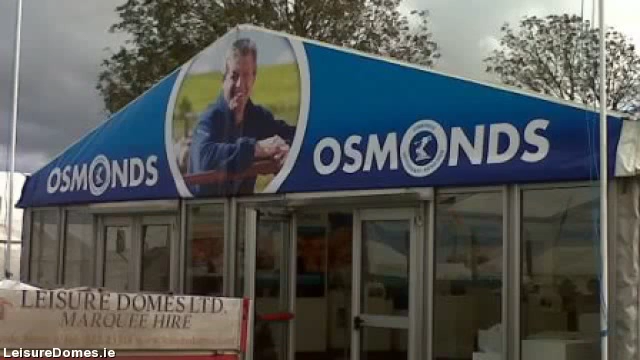 OSMONDS
OSMONDS
LEISURE DOMES LTD.
MARQUEE HIRE
LeisureDomes.ie